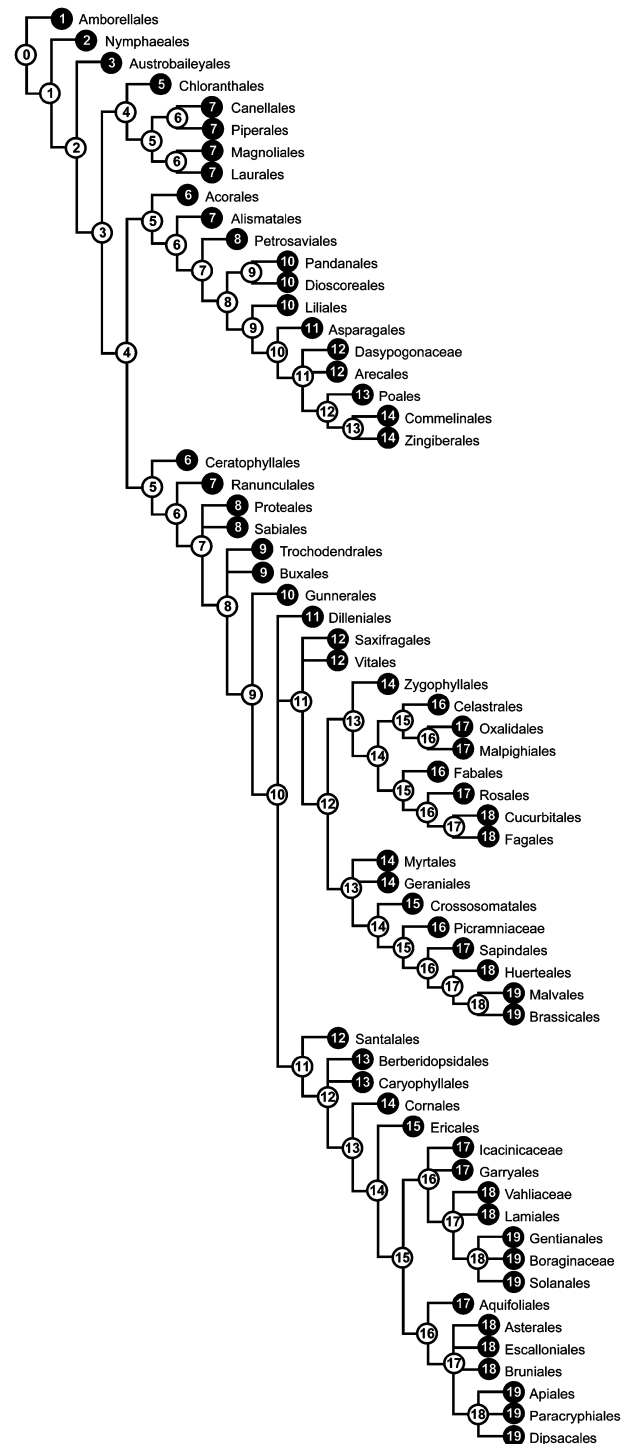 1 Amborellales
0
2 Nymphaeales
3 Austrobaileyales
5 Chloranthales
1
4
7 Canellales
6
7 Piperales
5
2
7 Magnoliales
6
7 Laurales
6 Acorales
7 Alismatales
5
3
8 Petrosaviales
6
10 Pandanales
7
9
10 Dioscoreales
8
10 Liliales
9
11 Asparagales
4
10
12 Dasypogonaceae
11
12 Arecales
13 Poales
12
14 Commelinales
13
14 Zingiberales
6 Ceratophyllales
7 Ranunculales
5
8 Proteales
6
8 Sabiales
7
9 Trochodendrales
9 Buxales
10 Gunnerales
8
11 Dilleniales
12 Saxifragales
12 Vitales
14 Zygophyllales
9
11
16 Celastrales
13
15
17 Oxalidales
16
17 Malpighiales
14
16 Fabales
10
15
17 Rosales
12
16
18 Cucurbitales
17
18 Fagales
14 Myrtales
13
14 Geraniales
15 Crossosomatales
14
16 Picramniaceae
15
17 Sapindales
16
18 Huerteales
17
19 Malvales
18
19 Brassicales
12 Santalales
11
13 Berberidopsidales
13 Caryophyllales
12
14 Cornales
15 Ericales
13
17 Icacinicaceae
17 Garryales
16
14
18 Vahliaceae
18 Lamiales
17
19 Gentianales
15
18
19 Boraginaceae
19 Solanales
17 Aquifoliales
18 Asterales
16
18 Escalloniales
17
18 Bruniales
19 Apiales
18
19 Paracryphiales
19 Dipsacales